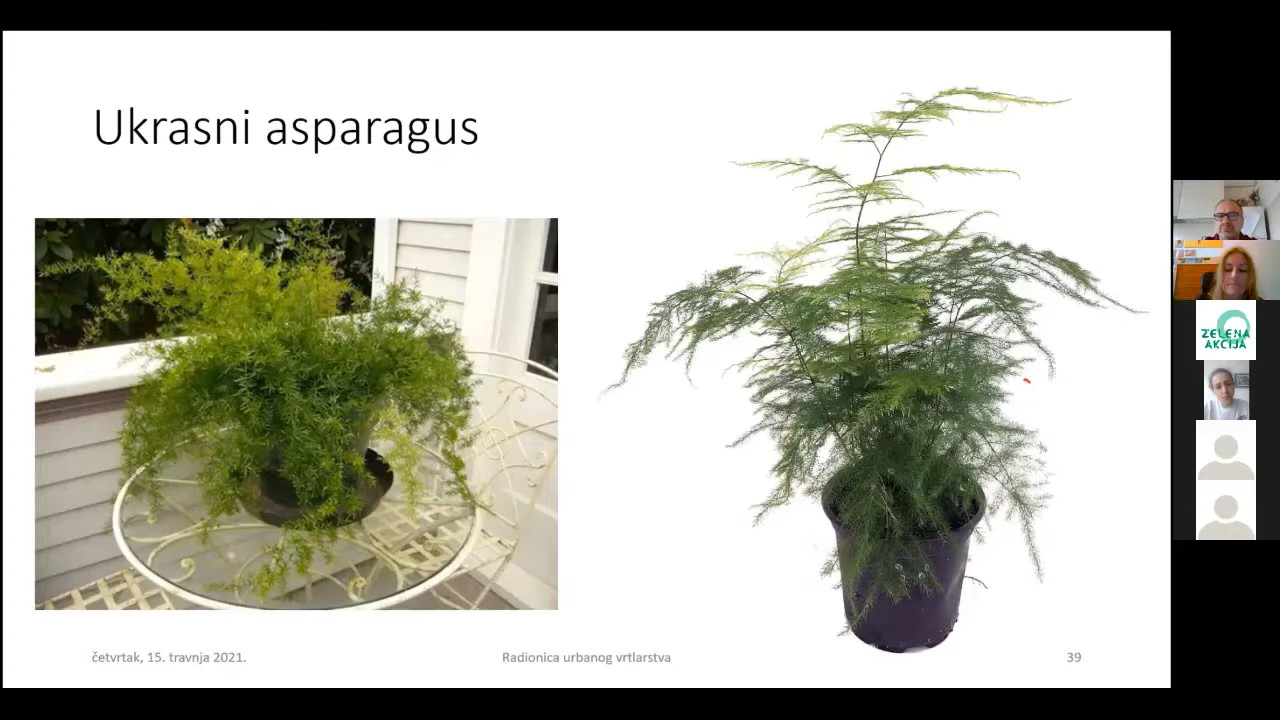 Ukrasni asparagus
ZELENA
AKCIJA
četvrtak, 15. travnja 2021.
Radionica urbanog vrtlarstva
39